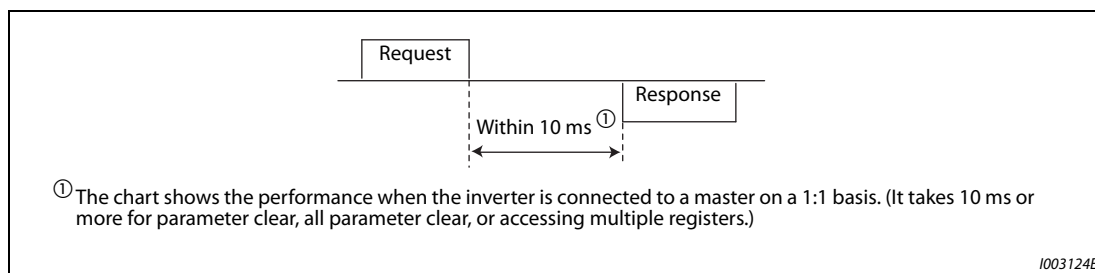 Request
Response
Within 10 ms ①
① The chart shows the performance when the inverter is connected to a master on a 1:1 basis. (It takes 10 ms or
more for parameter clear, all parameter clear, or accessing multiple registers.)
I003124E